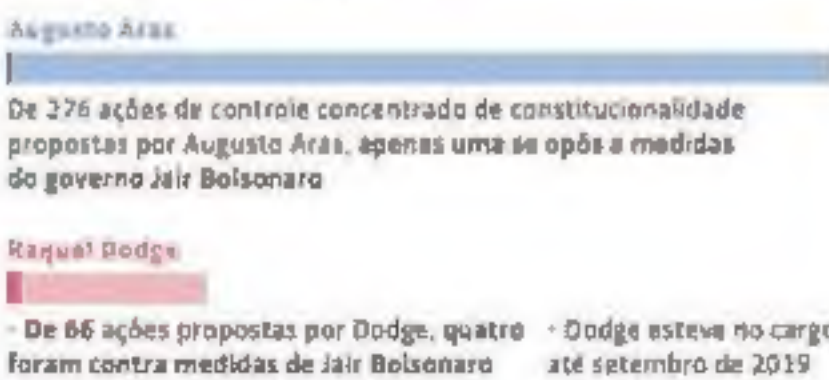 Augusto Aras
De 276 ações de controle concentrado de constitucionalidade
propostas por Augusto Aras, apenas uma se opôs a medidas
do governo Jair Bolsonaro
Raquel Dodge
- De 66 ações propostas por Dodge, quatro
foram contra medidas de Jair Bolsonaro
- Dodge esteve no cargo
até setembro de 2019